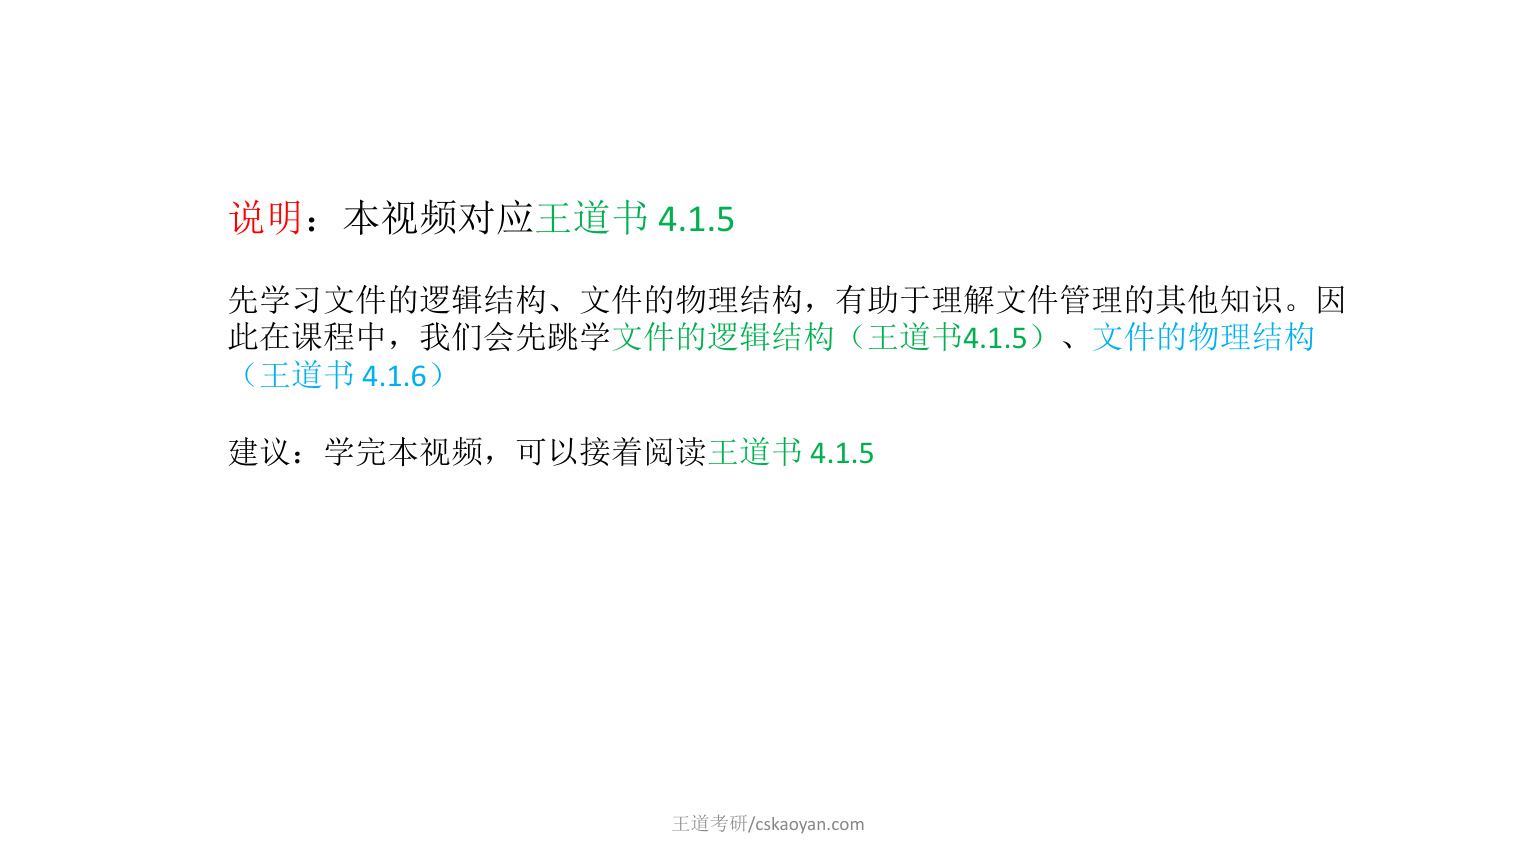 说明：本视频对应王道书 4.1.5
先学习文件的逻辑结构、文件的物理结构，有助于理解文件管理的其他知识。因
此在课程中，我们会先跳学文件的逻辑结构（王道书4.1.5）、文件的物理结构
（王道书 4.1.6）
建议：学完本视频，可以接着阅读王道书 4.1.5
王道考研/cskaoyan.com